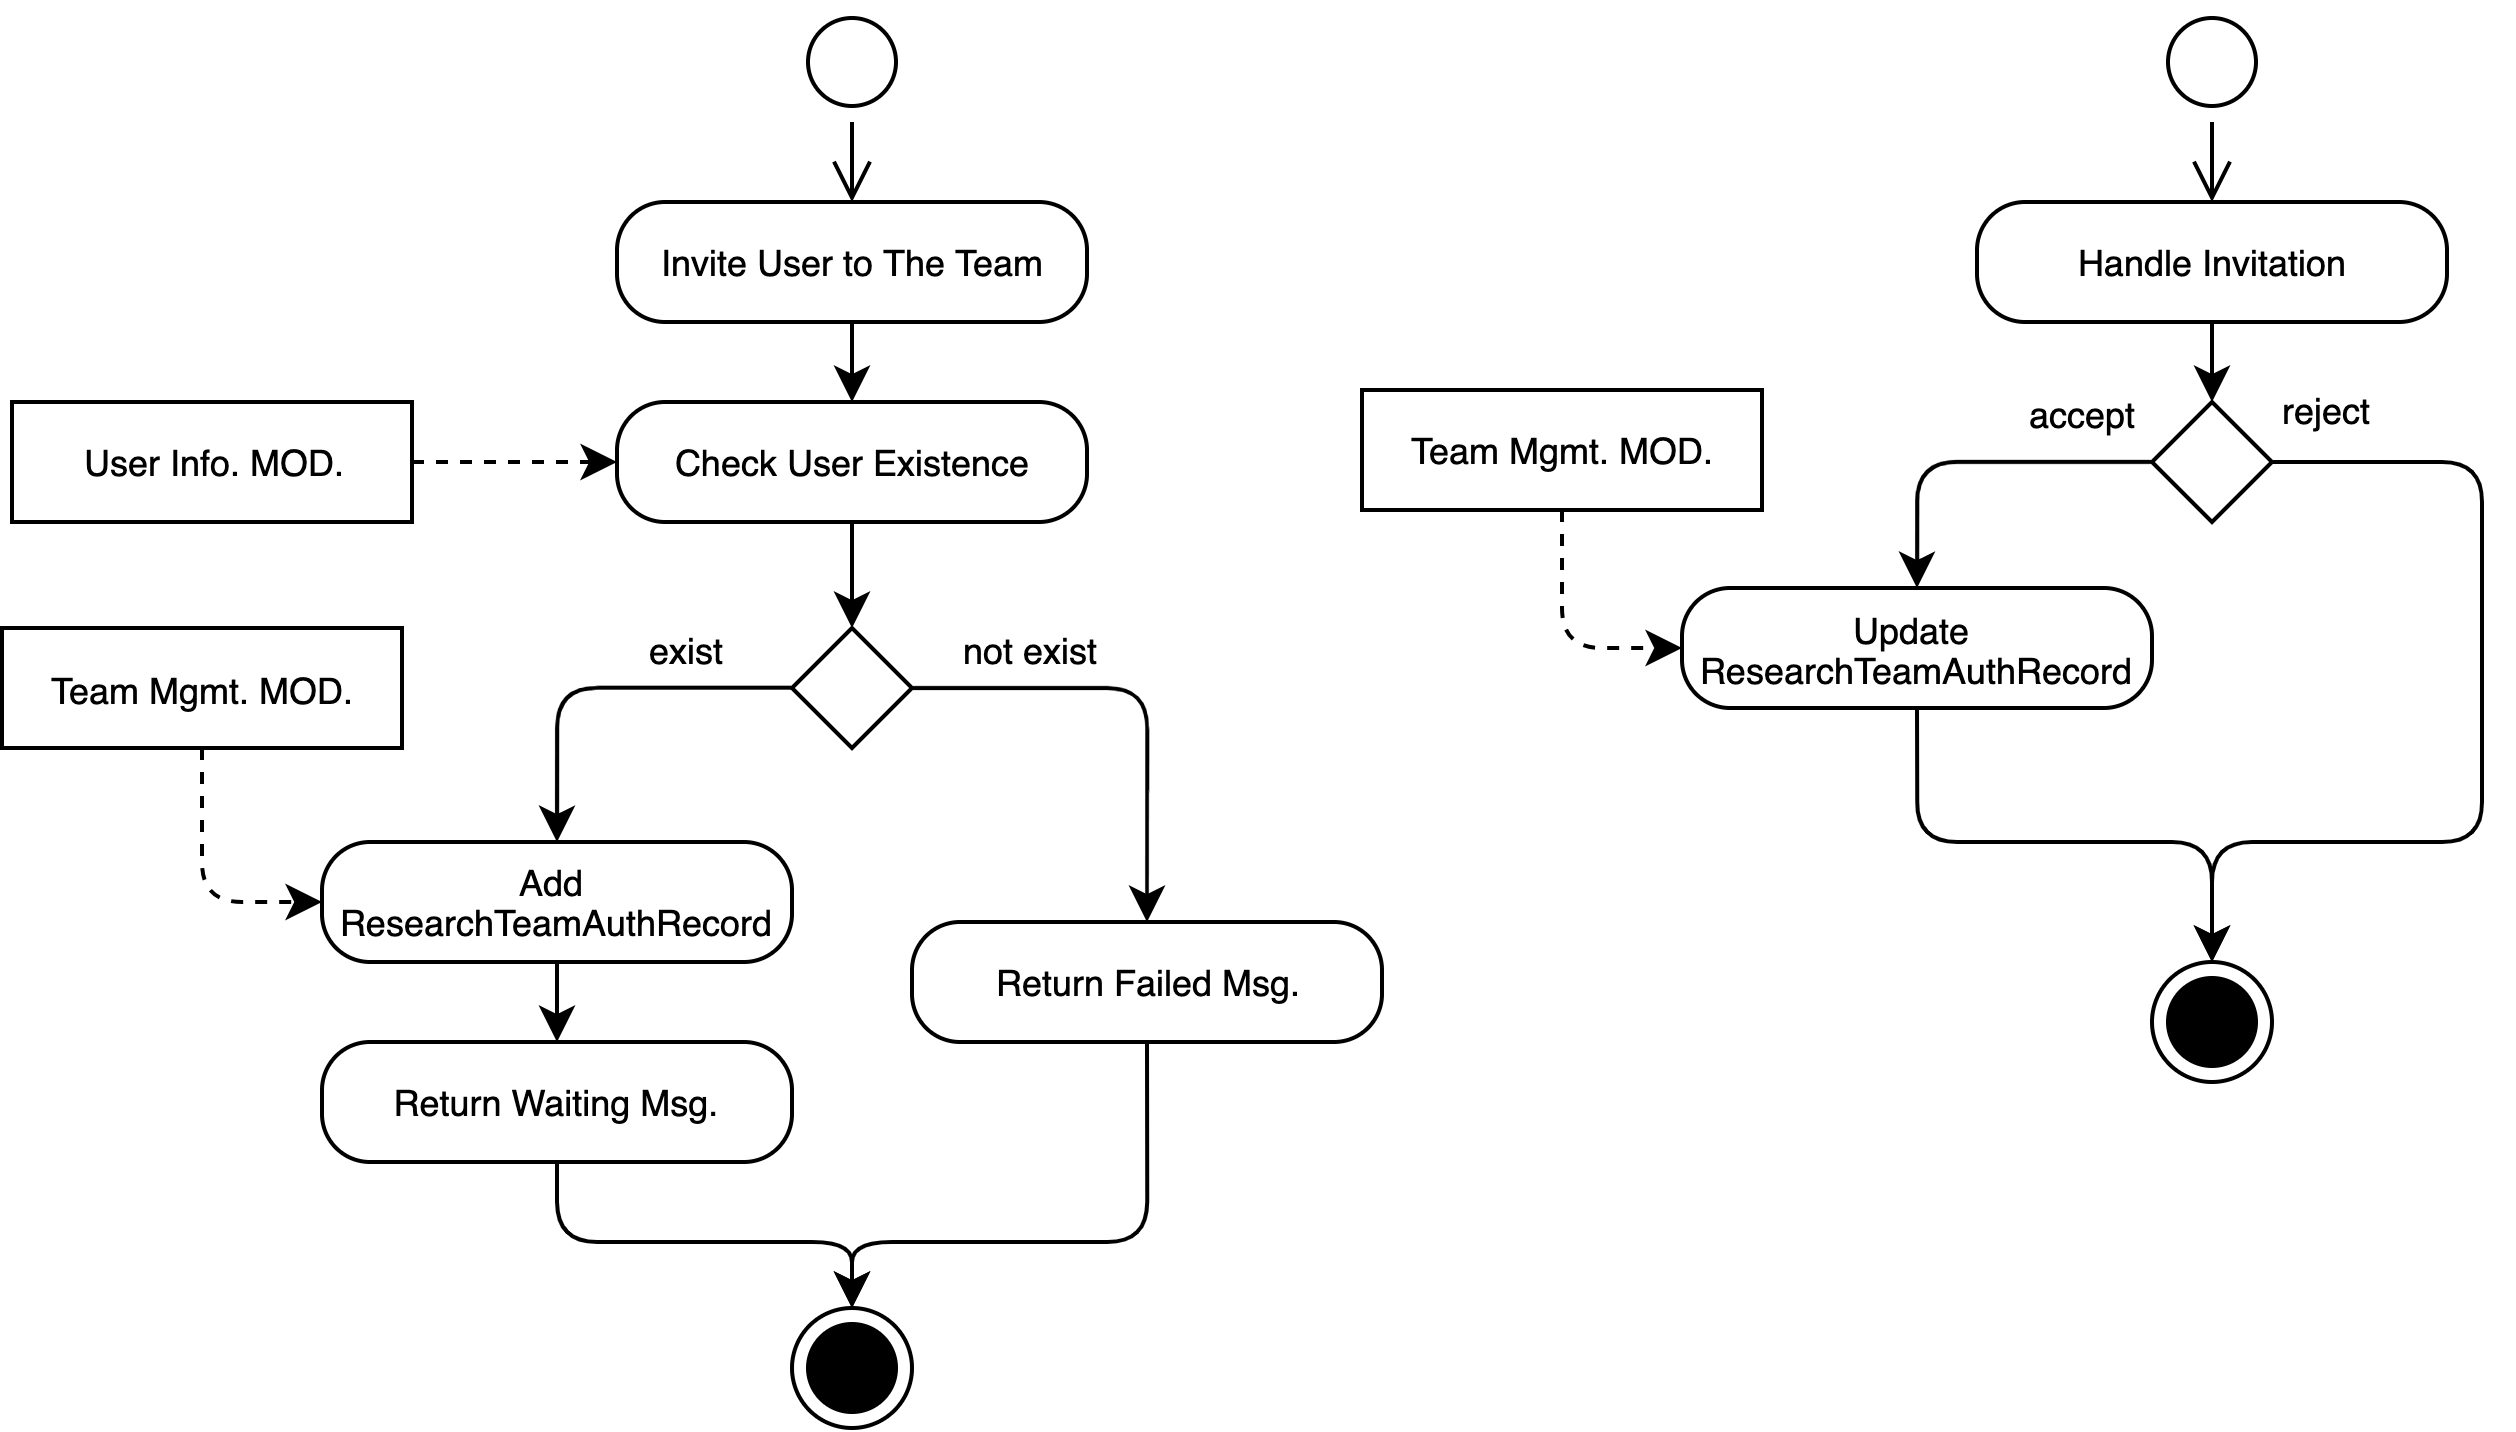 Invite User to The Team
User Info. MOD.
Check User Existence
exist
not exist
Team Mgmt. MOD.
Add
ResearchTeamAuthRecord
Return Failed Msg.
Return Waiting Msg.
Handle Invitation
accept
reject
Team Mgmt. MOD.
Update
ResearchTeamAuthRecord